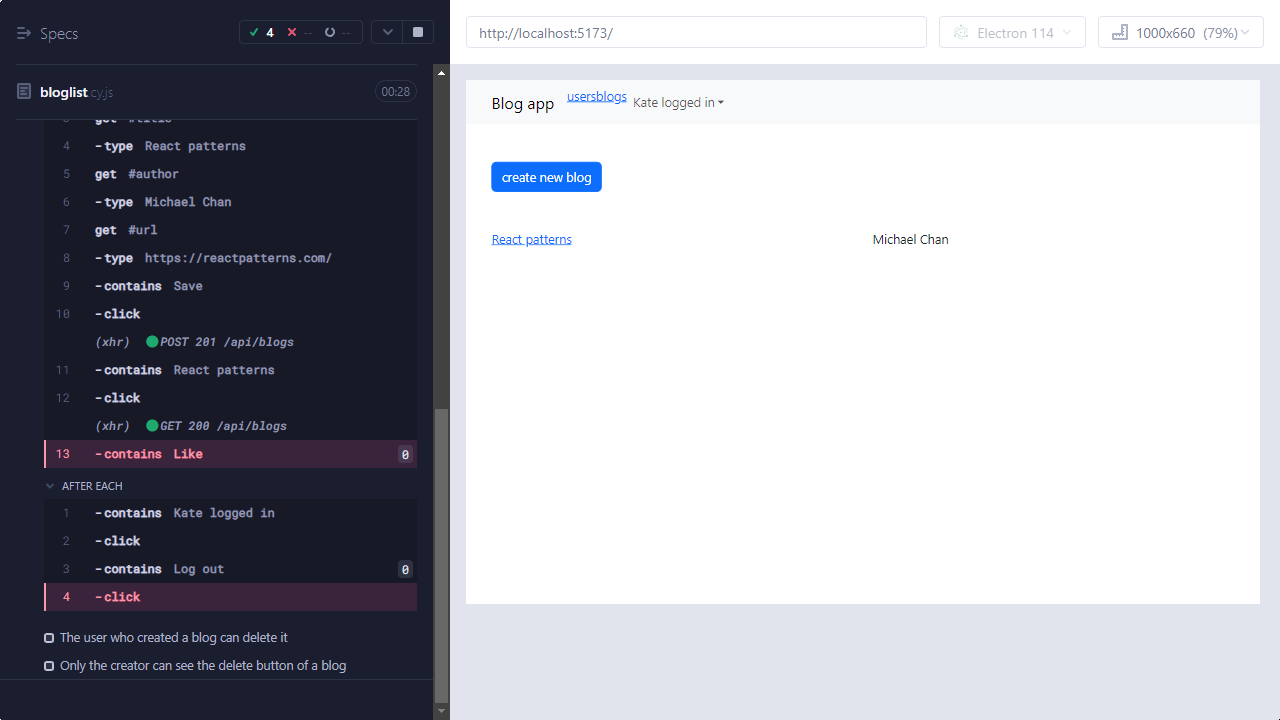 Specs
4 -- --
bloglist.cy.js 00:28
3 get #title
4 -type React patterns
5 get #author
6 -type Michael Chan
7 get #url
8 -type https://reactpatterns.com/
9 -contains Save
10 -click
(xhr) POST 201 /api/blogs
11 -contains React patterns
12 -click
(xhr) GET 200 /api/blogs
13 -contains Like 0
AFTER EACH
1 -contains Kate logged in
2 -click
3 -contains Log out 0
4 -click
The user who created a blog can delete it
Only the creator can see the delete button of a blog
http://localhost:5173/
Electron 114
1000x660 (79%)
Blog app usersblogs Kate logged in
create new blog
React patterns Michael Chan